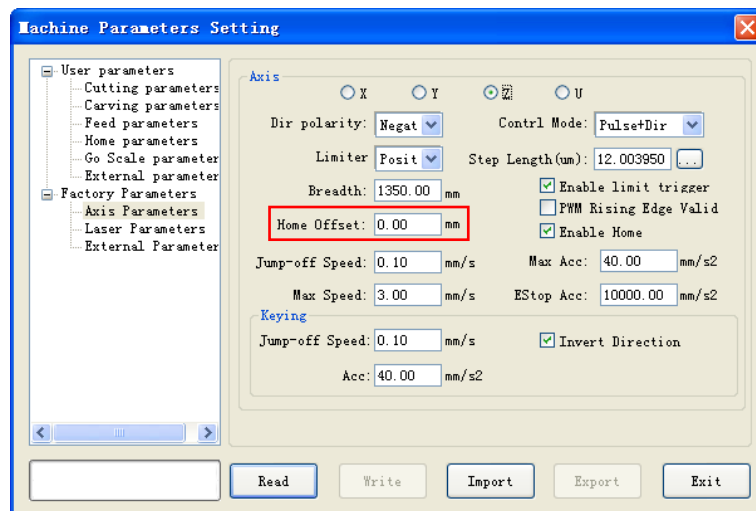 Machine Parameters Setting
User parameters
Cutting parameters
Carving parameters
Feed parameters
Home parameters
Go Scale parameter
External parameter
Factory Parameters
Axis Parameters
Laser Parameters
External Parameter
Axis
X Y Z U
Dir polarity: Negat Contrl Mode: Pulse+Dir
Limiter Posit Step Length(um): 12.003950 ...
Breadth: 1350.00 mm Enable limit trigger
PWM Rising Edge Valid
Home Offset: 0.00 mm Enable Home
Jump-off Speed: 0.10 mm/s Max Acc: 40.00 mm/s2
Max Speed: 3.00 mm/s EStop Acc: 10000.00 mm/s2
Keying
Jump-off Speed: 0.10 mm/s Invert Direction
Acc: 40.00 mm/s2
Read Write Import Export Exit